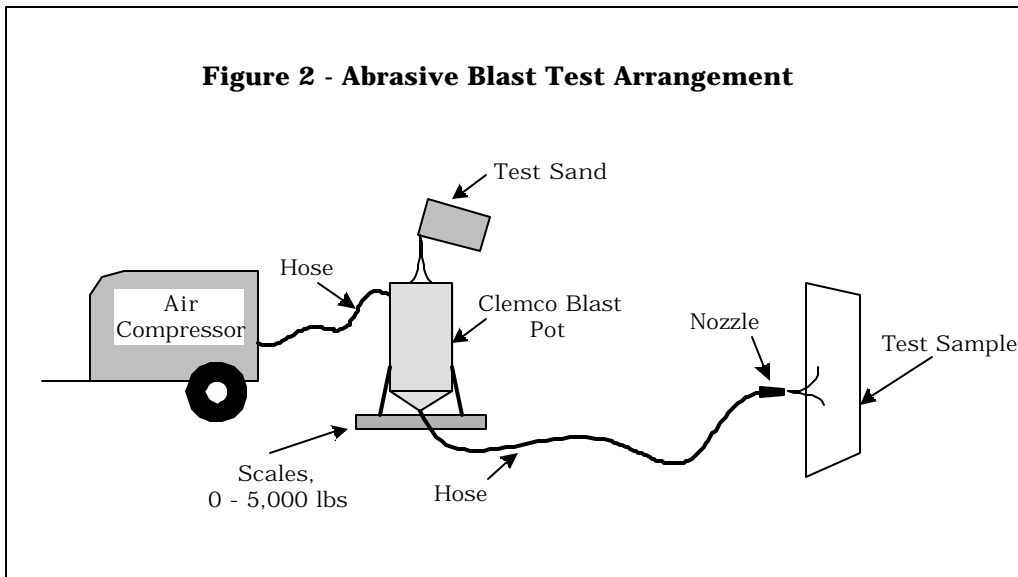 Figure 2 - Abrasive Blast Test Arrangement
Test Sand
Hose
Air
Compressor
Clemco Blast
Pot
Nozzle
Test Sample
Scales,
0 - 5,000 lbs
Hose